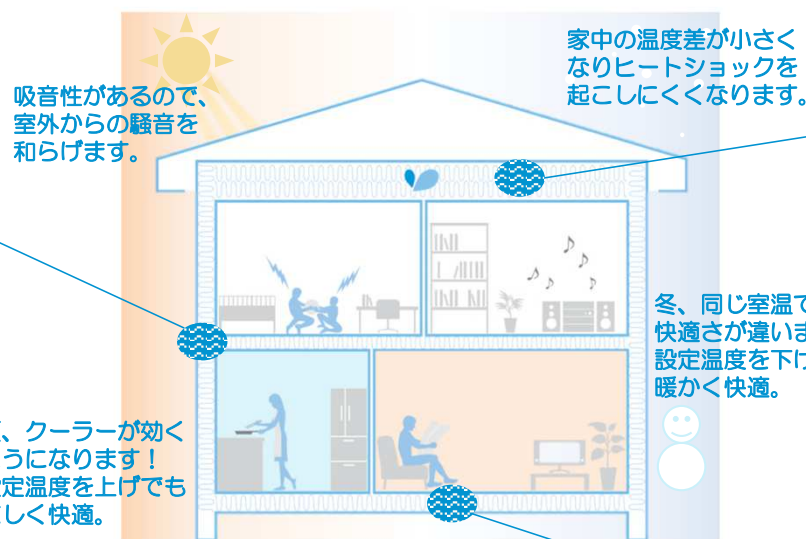 吸音性があるので、
室外からの騒音を
和らげます。
家中の温度差が小さく
なりヒートショックを
起こしにくくなります。
冬、同じ室温で
快適さが違いま
設定温度を下げ
暖かく快適。
、クーラーが効く
うになります！
定温度を上げでも
しく快適。